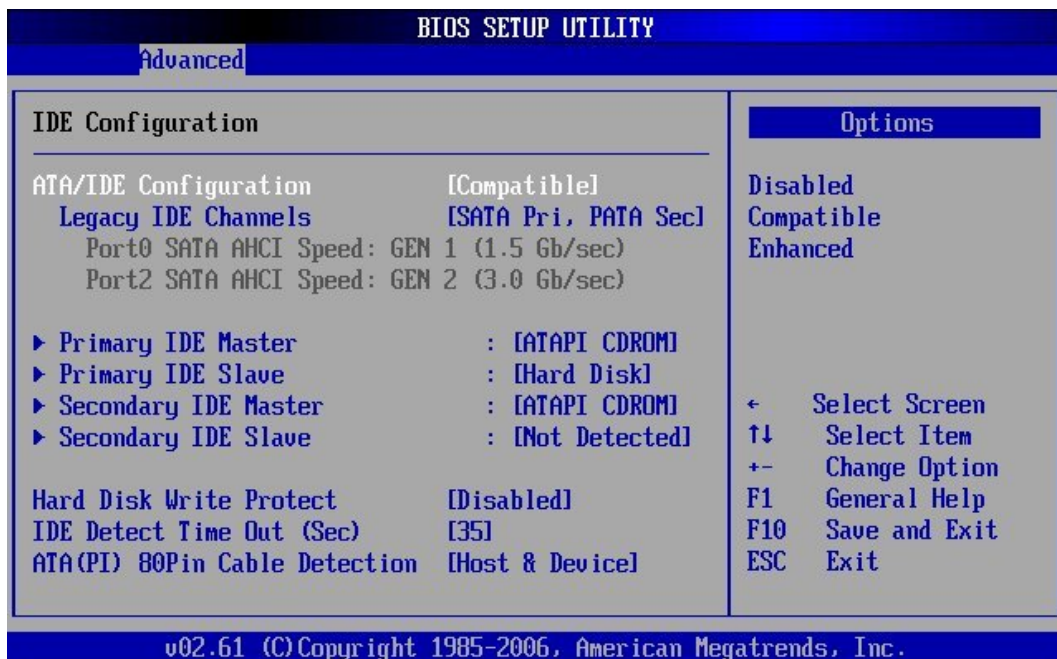 BIOS SETUP UTILITY
Advanced
IDE Configuration
ATA/IDE Configuration [Compatible]
Legacy IDE Channels [SATA Pri, PATA Sec]
Port0 SATA AHCI Speed: GEN 1 (1.5 Gb/sec)
Port2 SATA AHCI Speed: GEN 2 (3.0 Gb/sec)
Primary IDE Master : [ATAPI CDROM]
Primary IDE Slave : [Hard Disk]
Secondary IDE Master : [ATAPI CDROM]
Secondary IDE Slave : [Not Detected]
Hard Disk Write Protect [Disabled]
IDE Detect Time Out (Sec) [35]
ATA(PI) 80Pin Cable Detection [Host & Device]
Options
Disabled
Compatible
Enhanced
← Select Screen
↑↓ Select Item
+- Change Option
F1 General Help
F10 Save and Exit
ESC Exit
v02.61 (C)Copyright 1985-2006, American Megatrends, Inc.